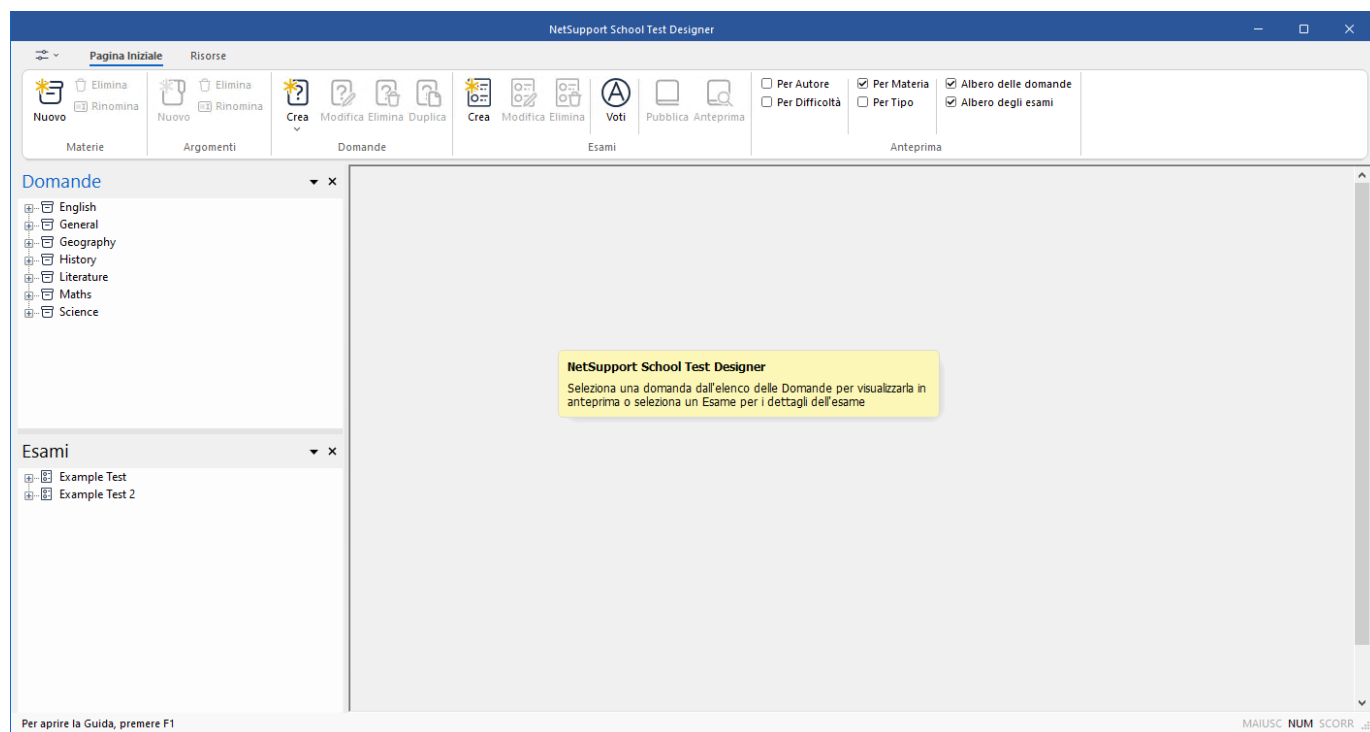 NetSupport School Test Designer
Pagina Iniziale Risorse
Elimina Elimina Per Autore Per Materia Albero delle domande
Rinomina Rinomina Per Difficoltà Per Tipo Albero degli esami
Nuovo Nuovo Crea Modifica Elimina Duplica Crea Modifica Elimina Voti Pubblica Anteprima
Materie Argomenti Domande Esami Anteprima
Domande
English
General
Geography
History
Literature
Maths
Science
NetSupport School Test Designer
Seleziona una domanda dall'elenco delle Domande per visualizzarla in
anteprima o seleziona un Esame per i dettagli dell'esame
Esami
Example Test
Example Test 2
Per aprire la Guida, premere F1 MAIUSC NUM SCORR